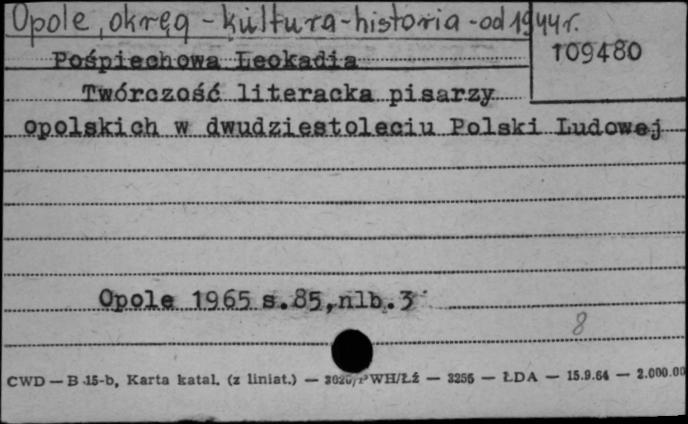 Opole, okręg - kultura - historia - od 1944 r.
109480
Pośpiechowa Leokadia
Twórczość literacka pisarzy
opolskich w dwudziestoleciu Polski Ludowej
Opole 1965 s.85,nlb.3
8
CWD — B 15-b, Karta katal. (z liniat.) — WH/Łź — 3256 — ŁDA — 15.9.64 — 2.000.00